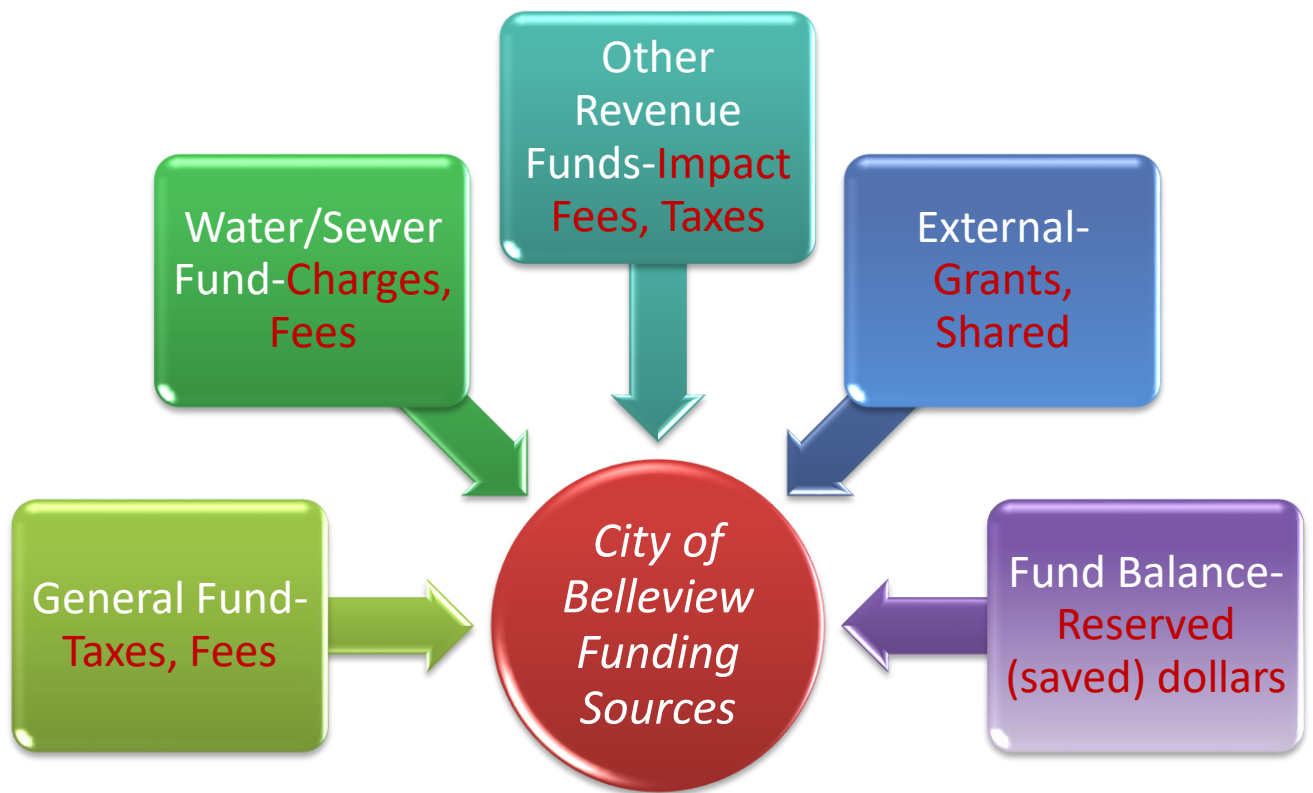 Other
Revenue
Funds-Impact
Fees, Taxes
Water/Sewer
Fund-Charges,
Fees
External-
Grants,
Shared
General Fund-
Taxes, Fees
City of
Belleview
Funding
Sources
Fund Balance-
Reserved
(saved) dollars